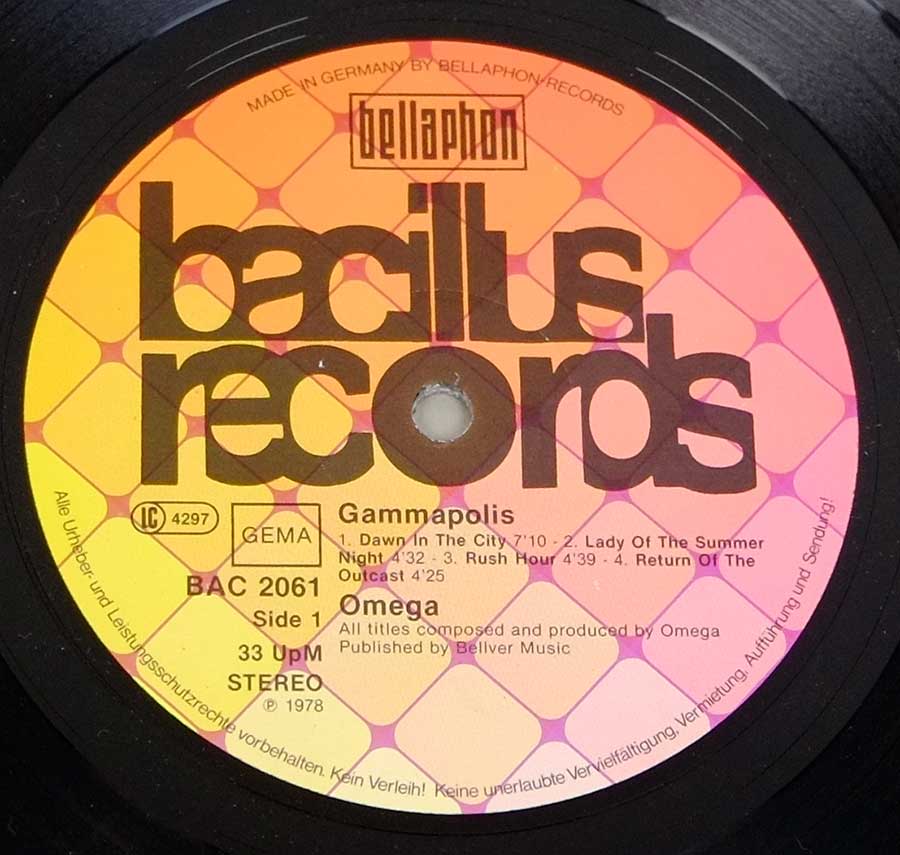 MADE IN GERMANY BY BELLAPHON-RECORDS
bellaphon
bacillus
records
LC 4297
GEMA
BAC 2061
Side 1
33 UpM
STEREO
℗ 1978
Gammapolis
1. Dawn In The City 7'10 - 2. Lady Of The Summer
Night 4'32 - 3. Rush Hour 4'39 - 4. Return Of The
Outcast 4'25
Omega
All titles composed and produced by Omega
Published by Bellver Music
Alle Urheber- und Leistungsschutzrechte vorbehalten. Kein Verleih! Keine unerlaubte Vervielfältigung, Vermietung, Aufführung und Sendung!